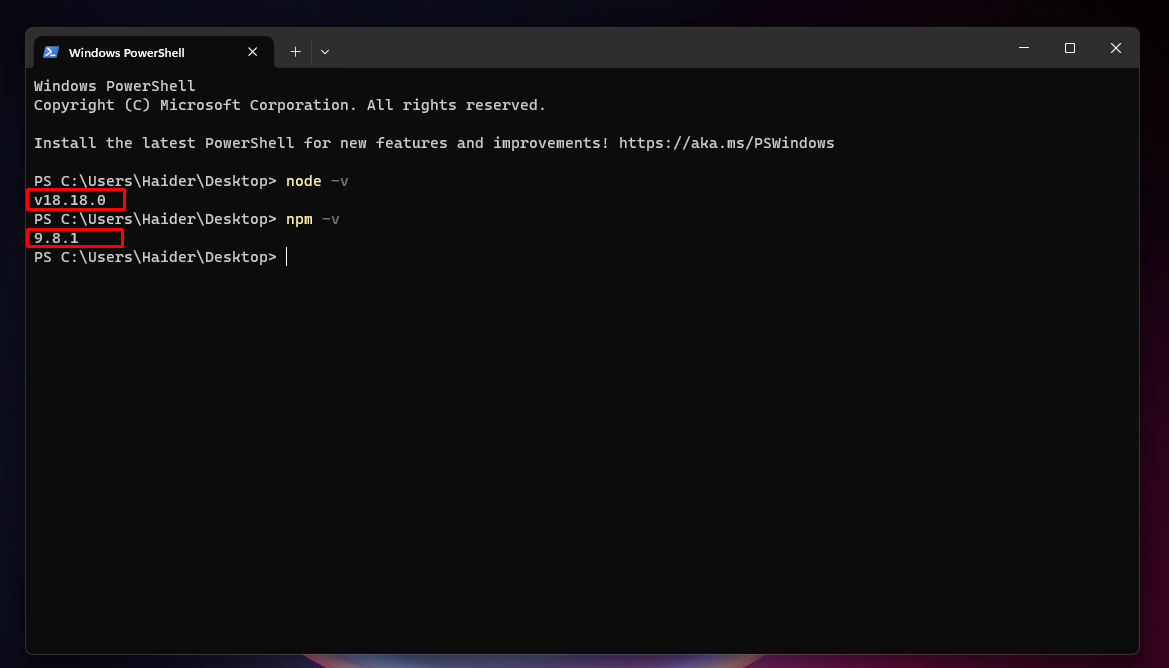 Windows PowerShell
Windows PowerShell
Copyright (C) Microsoft Corporation. All rights reserved.
Install the latest PowerShell for new features and improvements! https://aka.ms/PSWindows
PS C:\Users\Haider\Desktop> node -v
v18.18.0
PS C:\Users\Haider\Desktop> npm -v
9.8.1
PS C:\Users\Haider\Desktop>